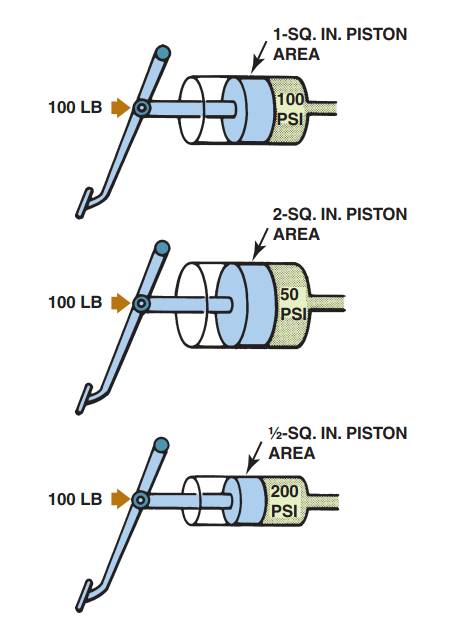 1-SQ. IN. PISTON
AREA
100 LB
100
PSI
2-SQ. IN. PISTON
AREA
100 LB
50
PSI
½-SQ. IN. PISTON
AREA
100 LB
200
PSI